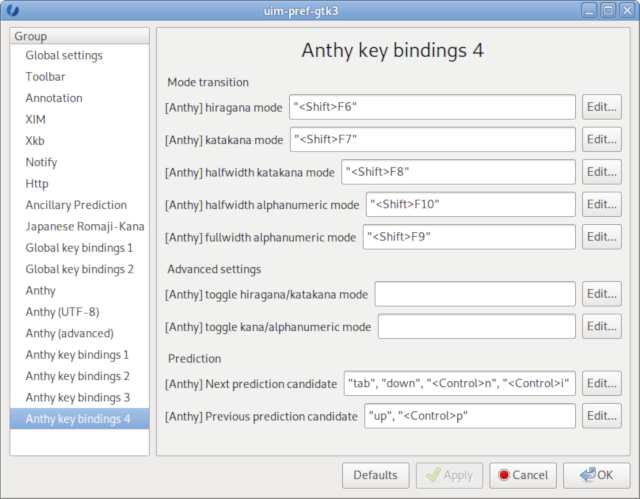 uim-pref-gtk3
Group
Global settings
Toolbar
Annotation
XIM
Xkb
Notify
Http
Ancillary Prediction
Japanese Romaji-Kana
Global key bindings 1
Global key bindings 2
Anthy
Anthy (UTF-8)
Anthy (advanced)
Anthy key bindings 1
Anthy key bindings 2
Anthy key bindings 3
Anthy key bindings 4
Anthy key bindings 4
Mode transition
[Anthy] hiragana mode "<Shift>F6" Edit...
[Anthy] katakana mode "<Shift>F7" Edit...
[Anthy] halfwidth katakana mode "<Shift>F8" Edit...
[Anthy] halfwidth alphanumeric mode "<Shift>F10" Edit...
[Anthy] fullwidth alphanumeric mode "<Shift>F9" Edit...
Advanced settings
[Anthy] toggle hiragana/katakana mode Edit...
[Anthy] toggle kana/alphanumeric mode Edit...
Prediction
[Anthy] Next prediction candidate "tab", "down", "<Control>n", "<Control>i" Edit...
[Anthy] Previous prediction candidate "up", "<Control>p" Edit...
Defaults Apply Cancel OK